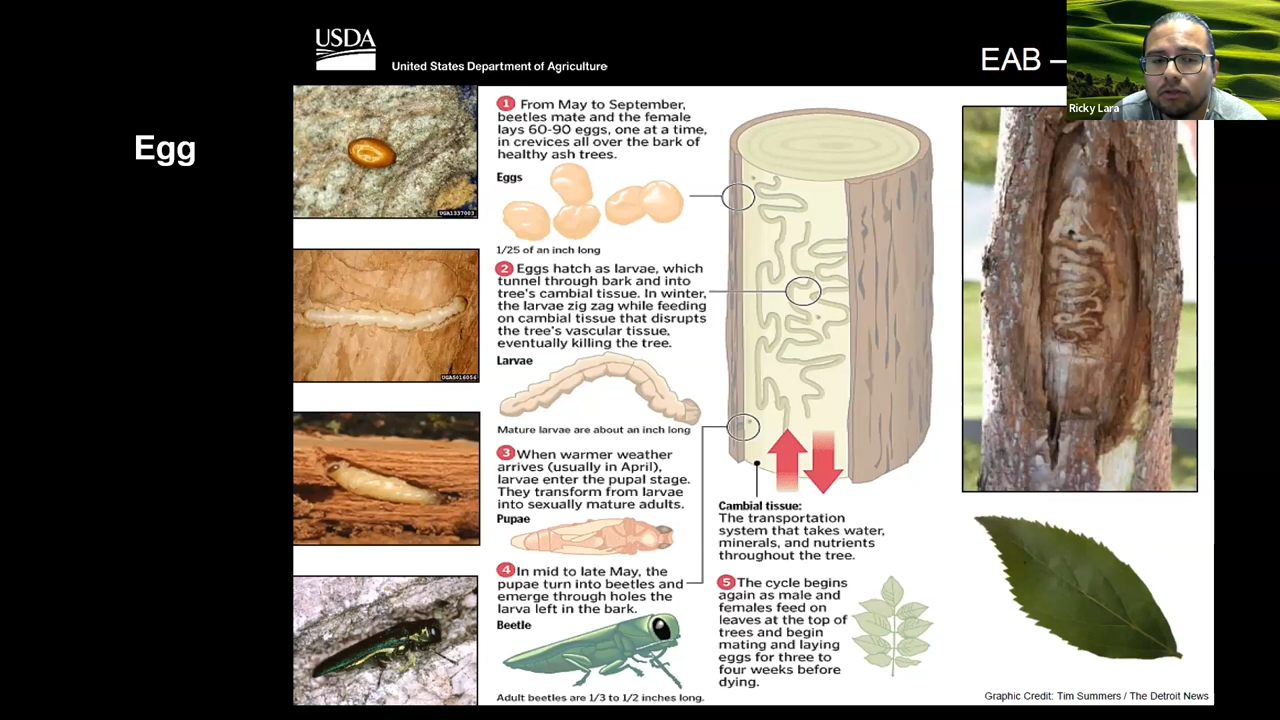 USDA
United States Department of Agriculture
EAB –
Ricky Lara
Egg
UGA1337003
UGA5016056
1 From May to September,
beetles mate and the female
lays 60-90 eggs, one at a time,
in crevices all over the bark of
healthy ash trees.
Eggs
1/25 of an inch long
2 Eggs hatch as larvae, which
tunnel through bark and into
tree's cambial tissue. In winter,
the larvae zig zag while feeding
on cambial tissue that disrupts
the tree's vascular tissue,
eventually killing the tree.
Larvae
Mature larvae are about an inch long
3 When warmer weather
arrives (usually in April),
larvae enter the pupal stage.
They transform from larvae
into sexually mature adults.
Pupae
4 In mid to late May, the
pupae turn into beetles and
emerge through holes the
larva left in the bark.
Beetle
Adult beetles are 1/3 to 1/2 inches long.
Cambial tissue:
The transportation
system that takes water,
minerals, and nutrients
throughout the tree.
5 The cycle begins
again as male and
females feed on
leaves at the top of
trees and begin
mating and laying
eggs for three to
four weeks before
dying.
Graphic Credit: Tim Summers / The Detroit News